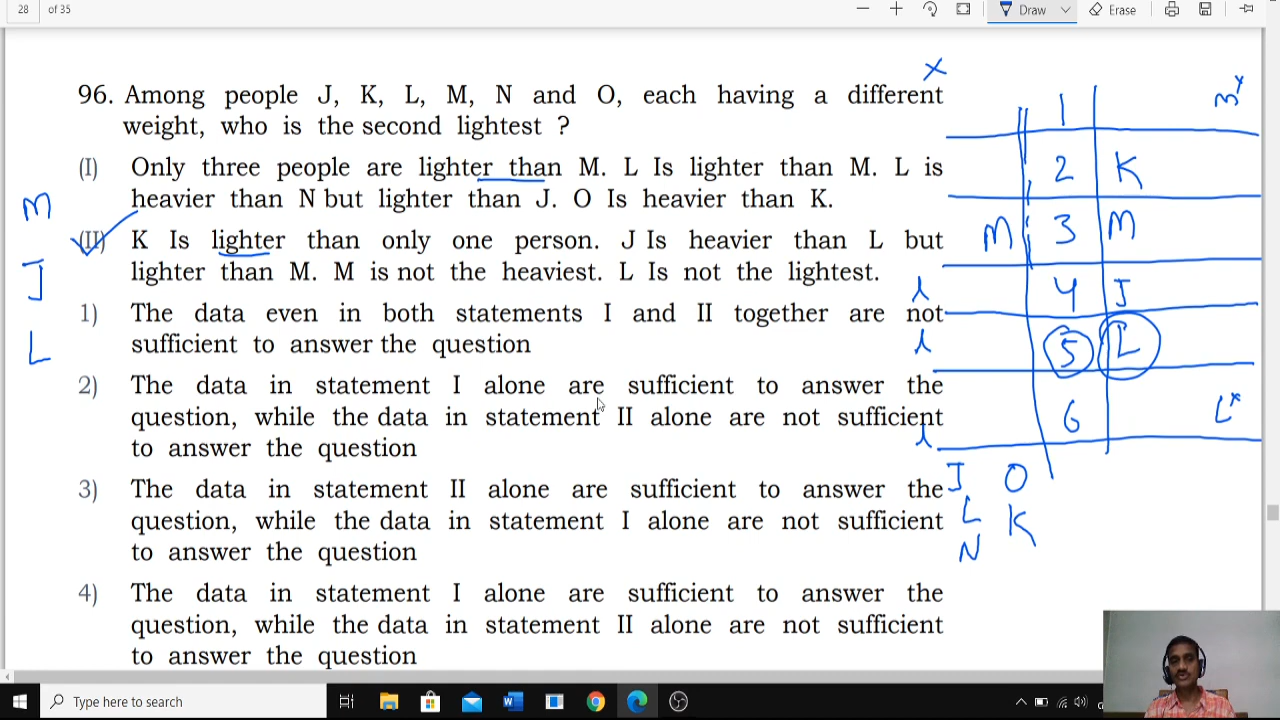 28 of 35
Draw
Erase
96. Among people J, K, L, M, N and O, each having a different
weight, who is the second lightest ?
(I) Only three people are lighter than M. L Is lighter than M. L is
heavier than N but lighter than J. O Is heavier than K.
(II) K Is lighter than only one person. J Is heavier than L but
lighter than M. M is not the heaviest. L Is not the lightest.
1) The data even in both statements I and II together are not
sufficient to answer the question
2) The data in statement I alone are sufficient to answer the
question, while the data in statement II alone are not sufficient
to answer the question
3) The data in statement II alone are sufficient to answer the
question, while the data in statement I alone are not sufficient
to answer the question
4) The data in statement I alone are sufficient to answer the
question, while the data in statement II alone are not sufficient
to answer the question
M
J
L
x
1 M x
2 K
M 3 M
l 4 J
l 5 L
l 6 L x
J O
L K
N
Type here to search